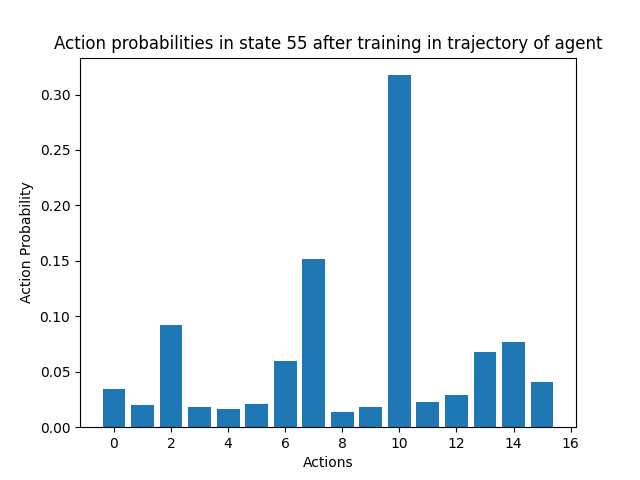 Action probabilities in state 55 after training in trajectory of agent
0.30
0.25
0.20
0.15
0.10
0.05
0.00
Action Probability
0 2 4 6 8 10 12 14 16
Actions